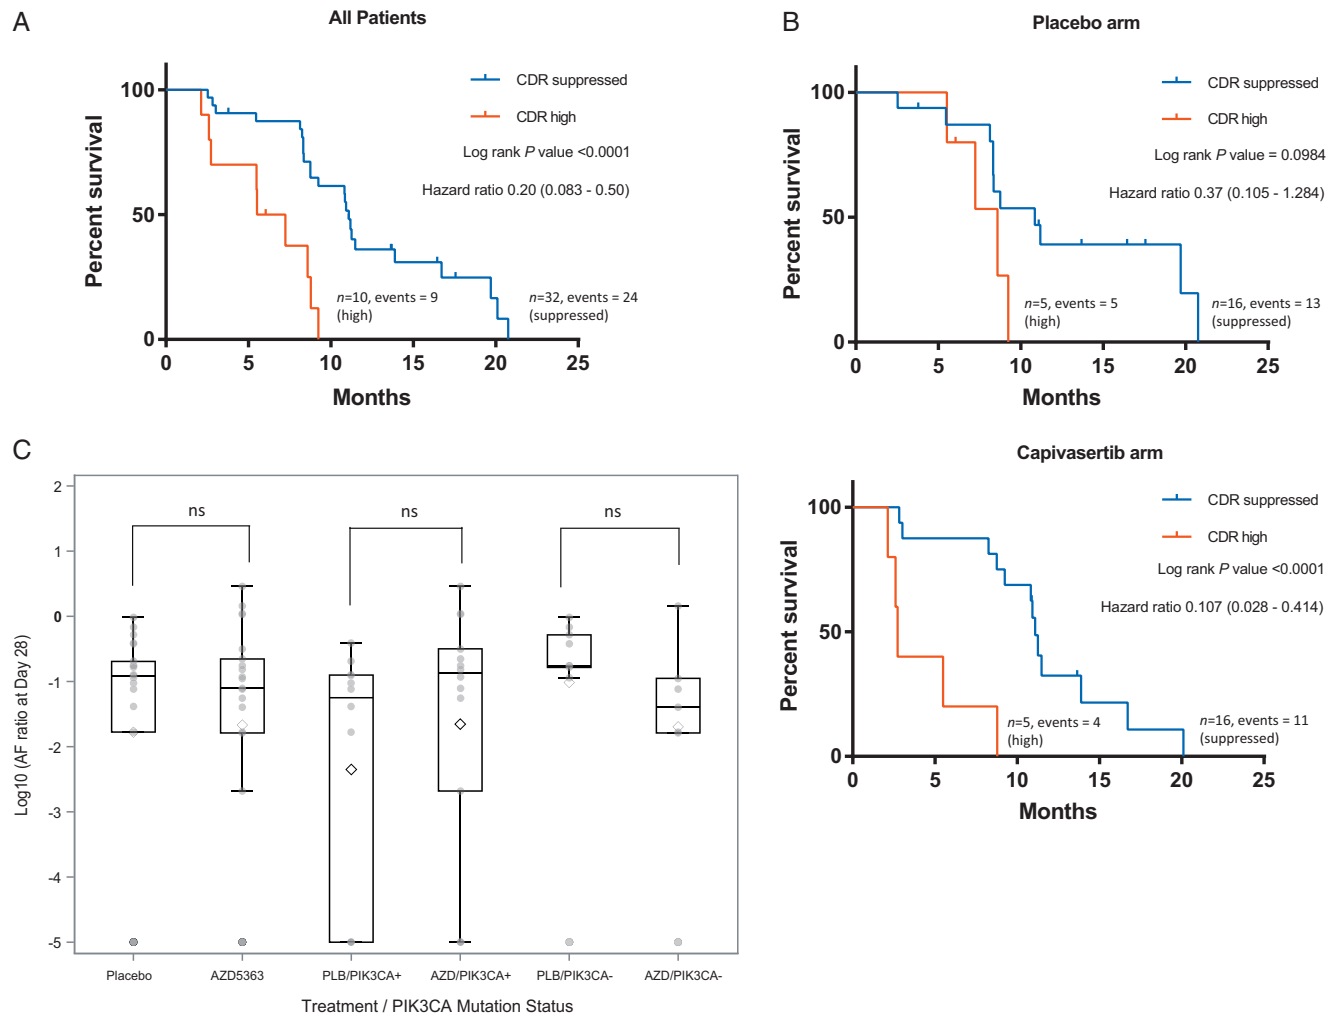 A
All Patients
CDR suppressed
CDR high
Log rank P value <0.0001
Hazard ratio 0.20 (0.083 - 0.50)
Percent survival
100
50
0
n=10, events = 9
(high)
n=32, events = 24
(suppressed)
0 5 10 15 20 25
Months
B
Placebo arm
CDR suppressed
CDR high
Log rank P value = 0.0984
Hazard ratio 0.37 (0.105 - 1.284)
Percent survival
100
50
0
n=5, events = 5
(high)
n=16, events = 13
(suppressed)
0 5 10 15 20 25
Months
Capivasertib arm
CDR suppressed
CDR high
Log rank P value <0.0001
Hazard ratio 0.107 (0.028 - 0.414)
Percent survival
100
50
0
n=5, events = 4
(high)
n=16, events = 11
(suppressed)
0 5 10 15 20 25
Months
C
ns ns ns
Log10 (AF ratio at Day 28)
2
1
0
-1
-2
-3
-4
-5
Placebo AZD5363 PLB/PIK3CA+ AZD/PIK3CA+ PLB/PIK3CA- AZD/PIK3CA-
Treatment / PIK3CA Mutation Status